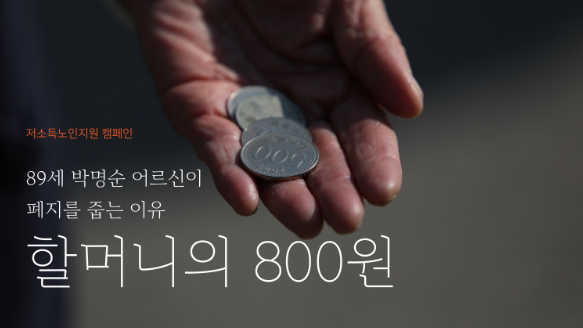 저소득노인지원 캠페인
89세 박명순 어르신이
폐지를 줍는 이유
할머니의 800원
500